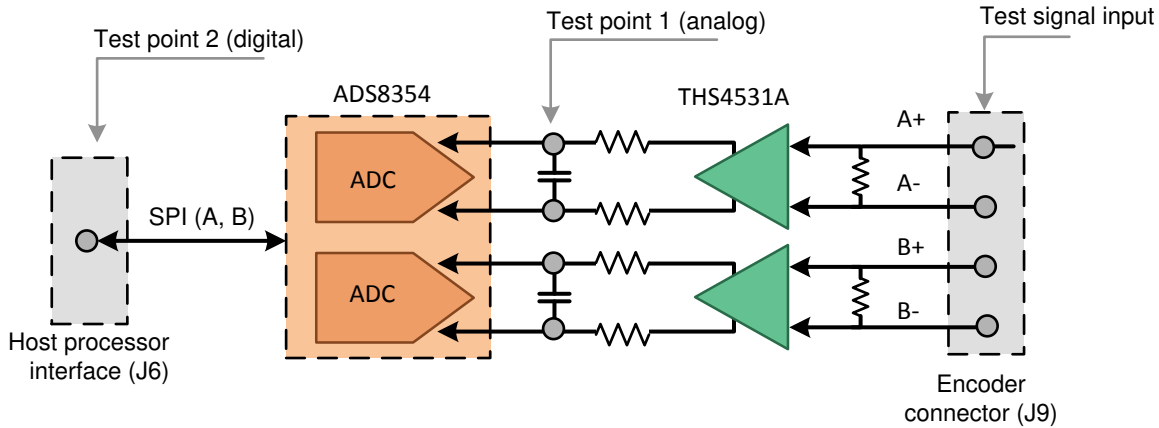 Test point 2 (digital)
Test point 1 (analog)
Test signal input
ADS8354
THS4531A
A+
ADC
A-
SPI (A, B)
B+
ADC
B-
Host processor
interface (J6)
Encoder
connector (J9)